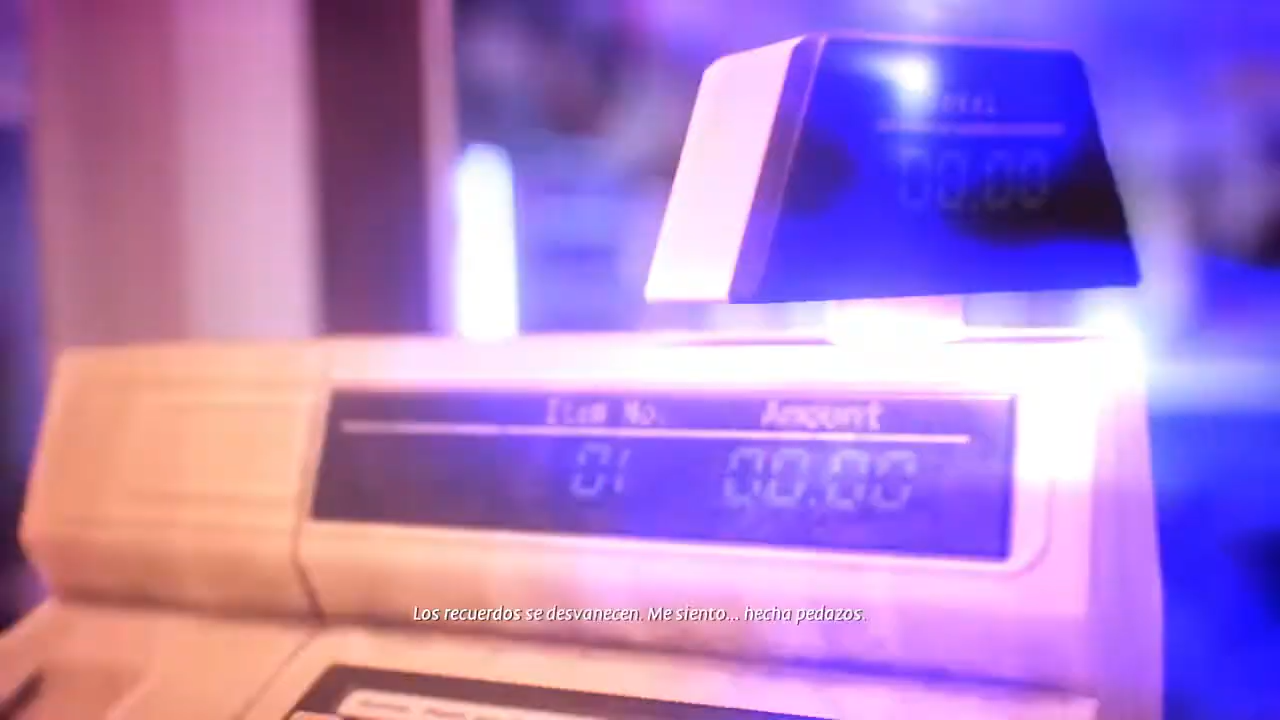 00.00
Item No. Amount
01 00.00
Los recuerdos se desvanecen. Me siento... hecha pedazos.